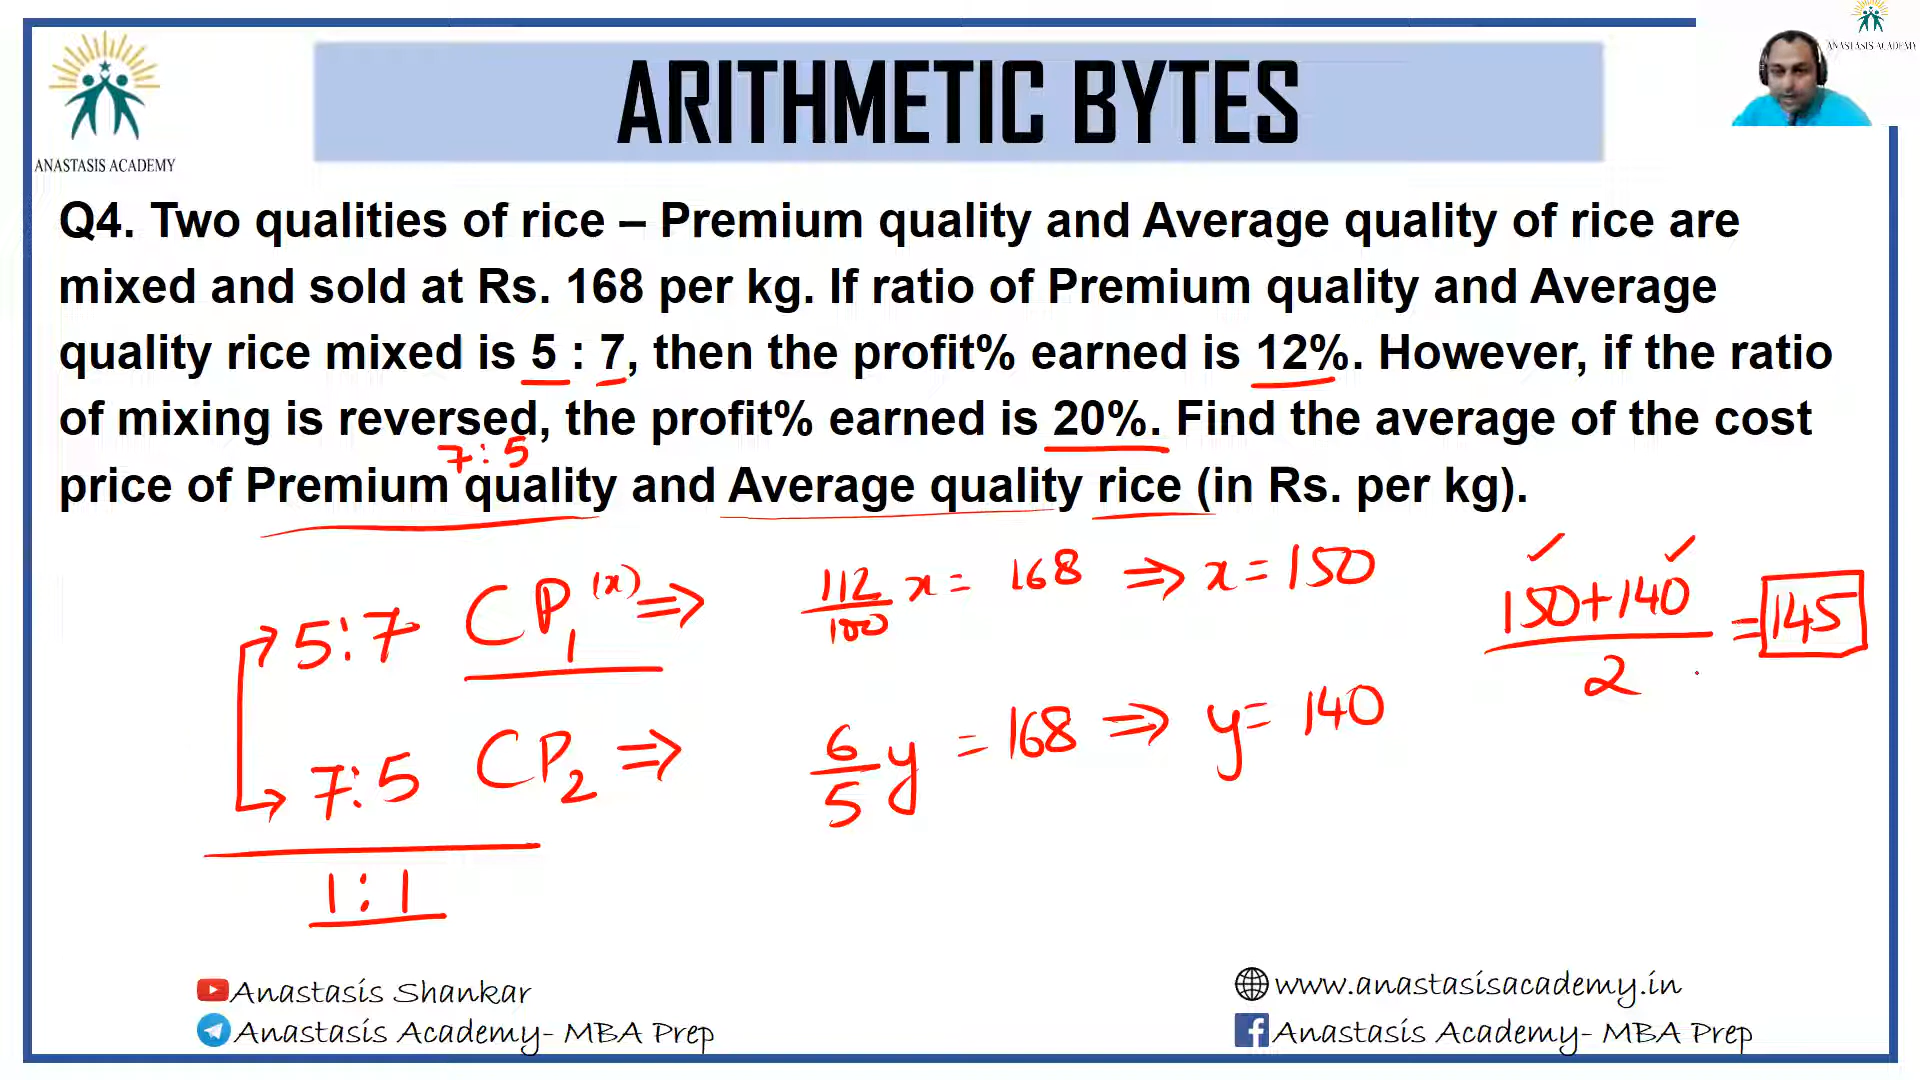 ARITHMETIC BYTES
ANASTASIS ACADEMY
ANASTASIS ACADEMY
Q4. Two qualities of rice – Premium quality and Average quality of rice are
mixed and sold at Rs. 168 per kg. If ratio of Premium quality and Average
quality rice mixed is 5 : 7, then the profit% earned is 12%. However, if the ratio
of mixing is reversed, the profit% earned is 20%. Find the average of the cost
7:5
price of Premium quality and Average quality rice (in Rs. per kg).
5:7 CP₁ (x) ⇒ 112/100 x = 168 ⇒ x = 150
(150+140)/2 = 145
7:5 CP₂ ⇒ 6/5 y = 168 ⇒ y = 140
1:1
Anastasis Shankar
Anastasis Academy- MBA Prep
www.anastasisacademy.in
Anastasis Academy- MBA Prep